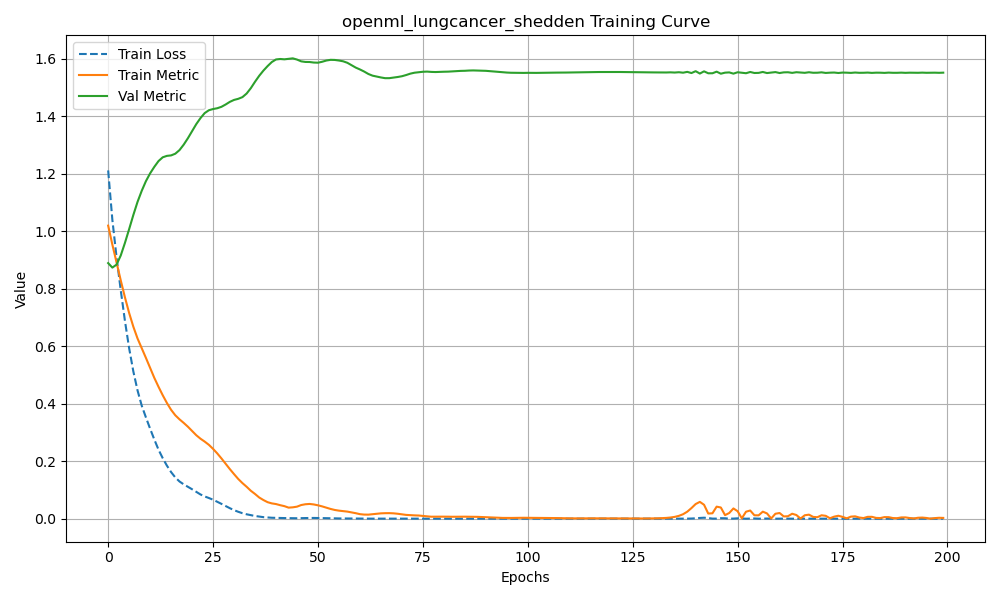 openml_lungcancer_shedden Training Curve
Train Loss
Train Metric
Val Metric
Value
1.6
1.4
1.2
1.0
0.8
0.6
0.4
0.2
0.0
0 25 50 75 100 125 150 175 200
Epochs